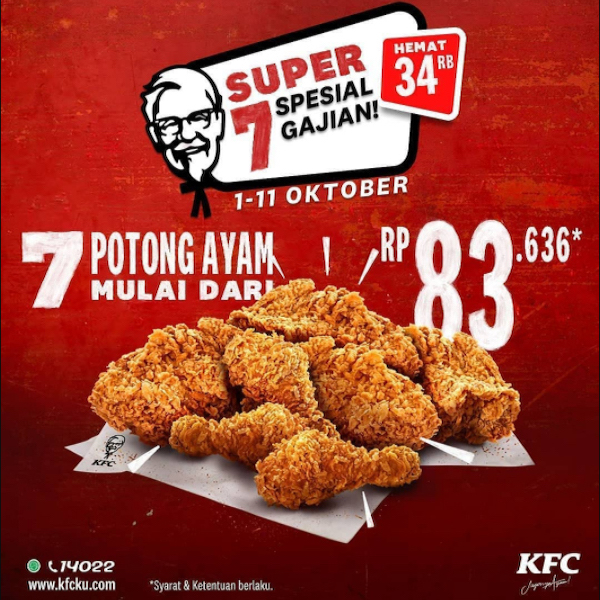 SUPER
7 SPESIAL
GAJIAN!
HEMAT
34RB
1-11 OKTOBER
7 POTONG AYAM
MULAI DARI
RP 83.636*
KFC
14022
www.kfcku.com
*Syarat & Ketentuan berlaku.
KFC